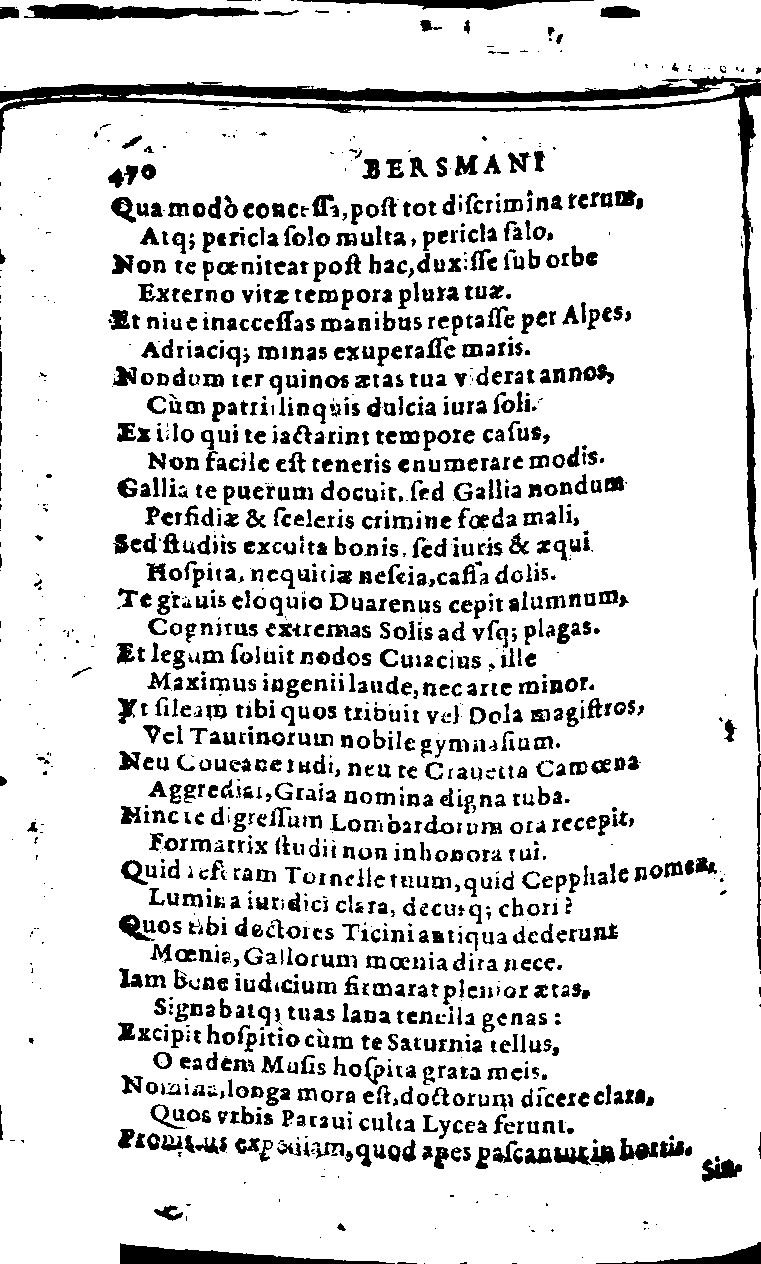 470 BERSMANI
Qua modò concessa, post tot discrimina rerum,
Atq; pericla solo multa, pericla salo.
Non te pœniteat post hac, duxisse sub orbe
Externo vitæ tempora plura tuæ.
Et niue inaccessas manibus reptasse per Alpes,
Adriaciq; minas exuperasse maris.
Nondum ter quinos ætas tua viderat annos,
Cùm patrii linquis dulcia iura soli.
Ex illo qui te iactarint tempore casus,
Non facile est teneris enumerare modis.
Gallia te puerum docuit, sed Gallia nondum
Perfidiæ & sceleris crimine fœda mali,
Sed studiis exculta bonis, sed iuris & æqui
Hospita, nequitiæ nescia, cassa dolis.
Te grauis eloquio Duarenus cepit alumnum,
Cognitus extremas Solis ad vsq; plagas.
Et legum soluit nodos Cuiacius, ille
Maximus ingenii laude, nec arte minor.
Vt sileam tibi quos tribuit vel Dola magistros,
Vel Taurinorum nobile gymnasium.
Neu Coueane tudi, neu te Crauetta Camœna
Aggrediar, Graia nomina digna tuba.
Hinc te digressum Lombardorum ora recepit,
Formatrix studii non inhonora tui.
Quid referam Tornelle tuum, quid Cepphale nomen,
Lumina iuridici clara, decusq; chori?
Quos tibi doctores Ticini antiqua dederunt
Mœnia, Gallorum mœnia dira nece.
Iam bene iudicium firmarat plenior ætas,
Signabatq; tuas lana tenella genas:
Excipit hospitio cùm te Saturnia tellus,
O eadem Musis hospita grata meis.
Nomina, longa mora est, doctorum dicere clara,
Quos vrbis Pataui culta Lycea ferunt.
Promtius expediam, quod apes pascantur in hortis.
Sin-